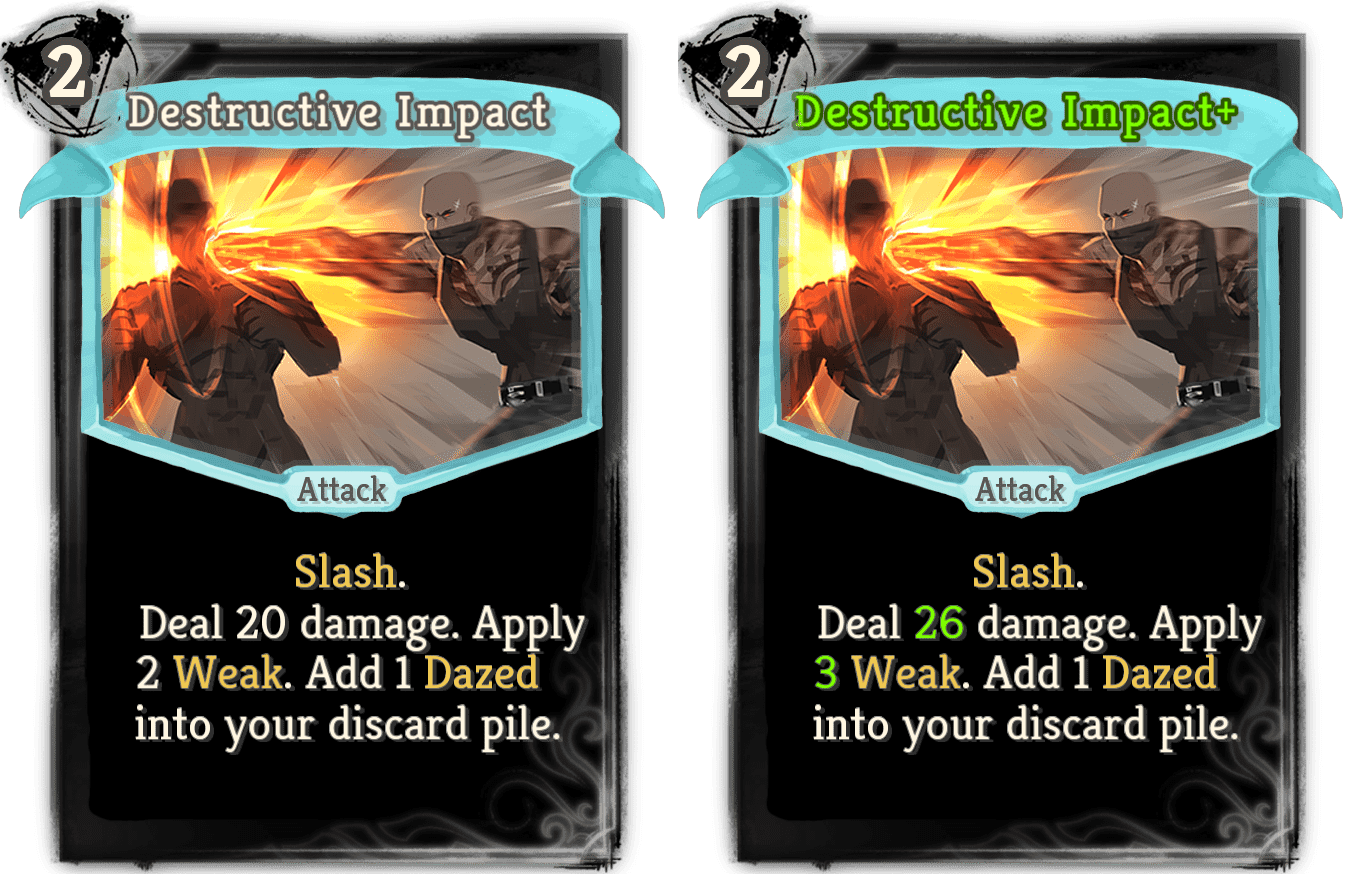 2
Destructive Impact
Attack
Slash.
Deal 20 damage. Apply
2 Weak. Add 1 Dazed
into your discard pile.
2
Destructive Impact+
Attack
Slash.
Deal 26 damage. Apply
3 Weak. Add 1 Dazed
into your discard pile.